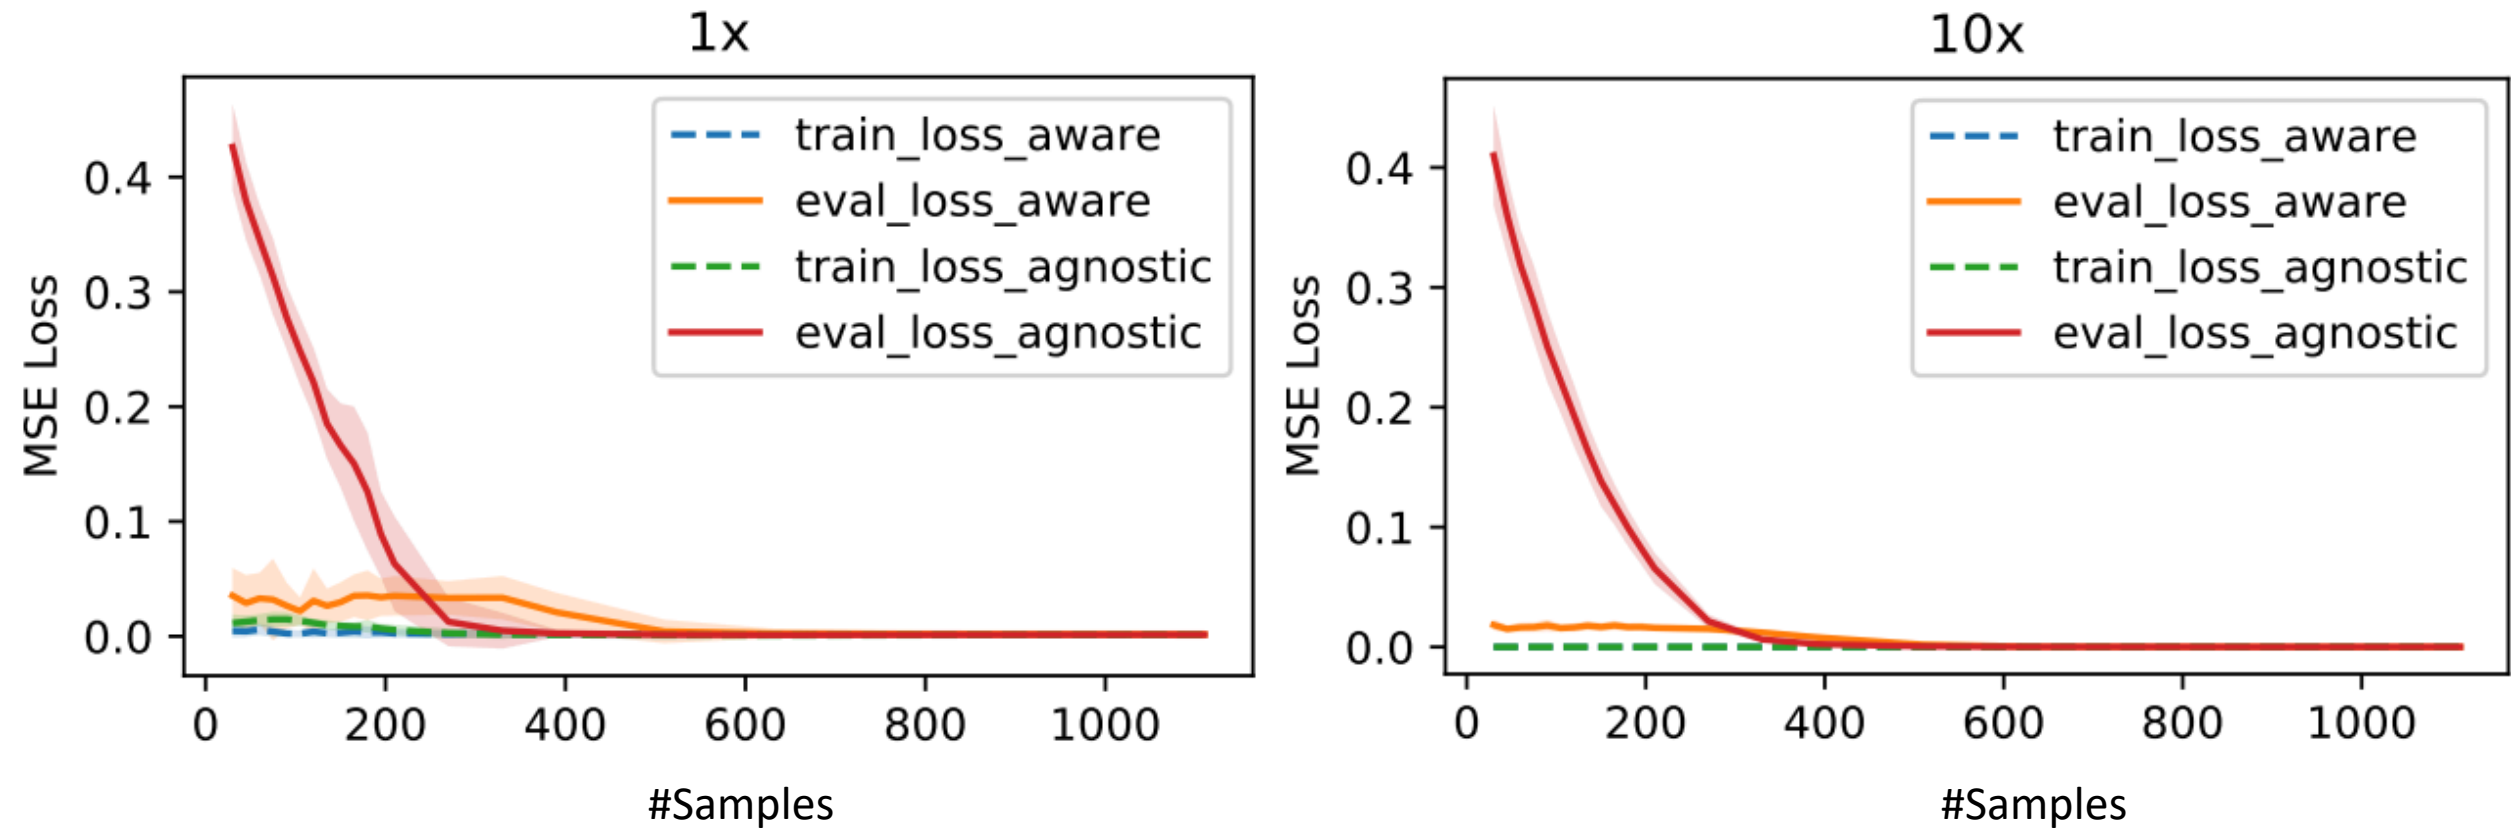 1x
MSE Loss
0.4
0.3
0.2
0.1
0.0
train_loss_aware
eval_loss_aware
train_loss_agnostic
eval_loss_agnostic
0 200 400 600 800 1000
#Samples
10x
MSE Loss
0.4
0.3
0.2
0.1
0.0
train_loss_aware
eval_loss_aware
train_loss_agnostic
eval_loss_agnostic
0 200 400 600 800 1000
#Samples